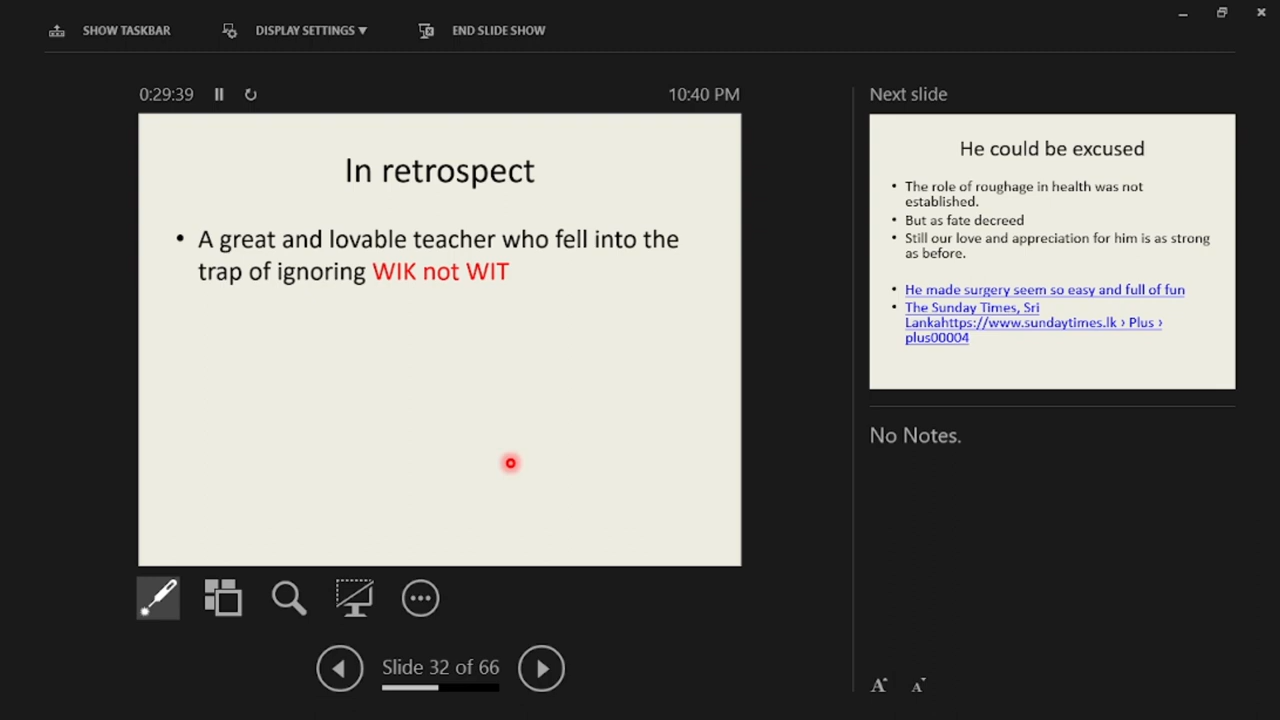 SHOW TASKBAR
DISPLAY SETTINGS ▼
END SLIDE SHOW
0:29:39
10:40 PM
In retrospect
• A great and lovable teacher who fell into the
trap of ignoring WIK not WIT
Slide 32 of 66
Next slide
He could be excused
• The role of roughage in health was not
established.
• But as fate decreed
• Still our love and appreciation for him is as strong
as before.
• He made surgery seem so easy and full of fun
• The Sunday Times, Sri
Lankahttps://www.sundaytimes.lk › Plus ›
plus00004
No Notes.
A A